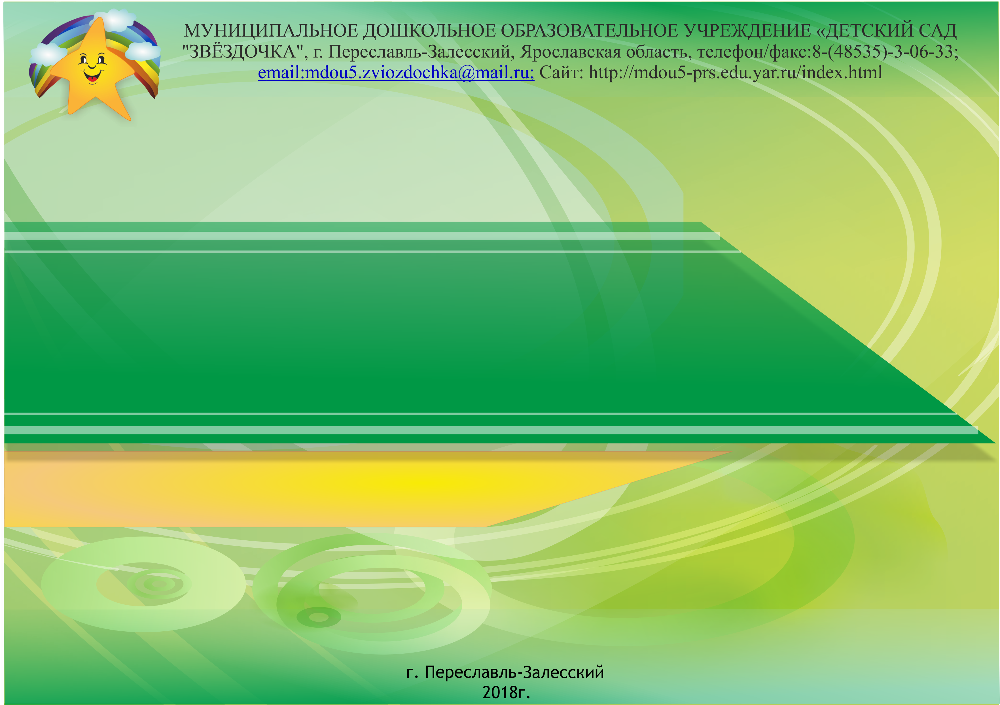 МУНИЦИПАЛЬНОЕ ДОШКОЛЬНОЕ ОБРАЗОВАТЕЛЬНОЕ УЧРЕЖДЕНИЕ «ДЕТСКИЙ САД
"ЗВЁЗДОЧКА", г. Переславль-Залесский, Ярославская область, телефон/факс:8-(48535)-3-06-33;
email:mdou5.zviozdochka@mail.ru; Сайт: http://mdou5-prs.edu.yar.ru/index.html
г. Переславль-Залесский
2018г.